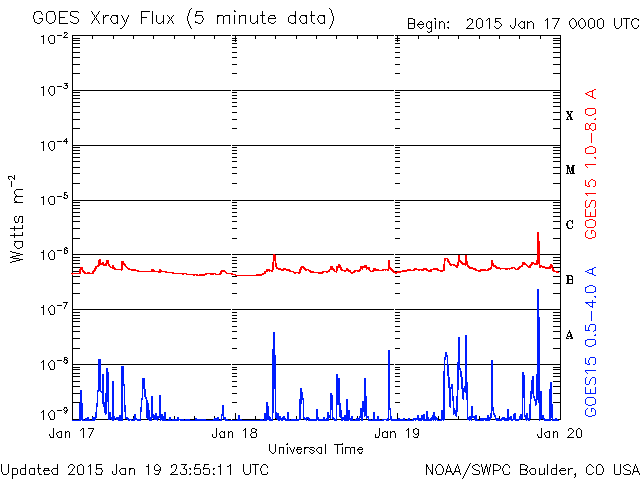 GOES Xray Flux (5 minute data)
Begin: 2015 Jan 17 0000 UTC
10⁻²
10⁻³
10⁻⁴
10⁻⁵
10⁻⁶
10⁻⁷
10⁻⁸
10⁻⁹
Watts m⁻²
X
M
C
B
A
GOES15 1.0-8.0 A
GOES15 0.5-4.0 A
Jan 17 Jan 18 Jan 19 Jan 20
Universal Time
Updated 2015 Jan 19 23:55:11 UTC
NOAA/SWPC Boulder, CO USA